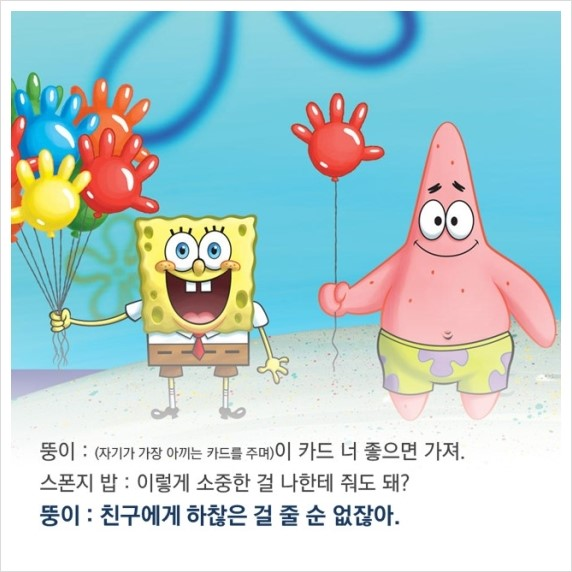 뚱이 : (자기가 가장 아끼는 카드를 주며)이 카드 너 좋으면 가져.
스폰지 밥 : 이렇게 소중한 걸 나한테 줘도 돼?
뚱이 : 친구에게 하찮은 걸 줄 순 없잖아.